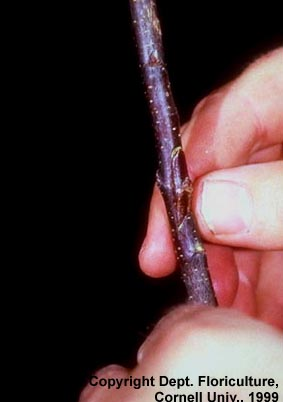 Copyright Dept. Floriculture,
Cornell Univ., 1999